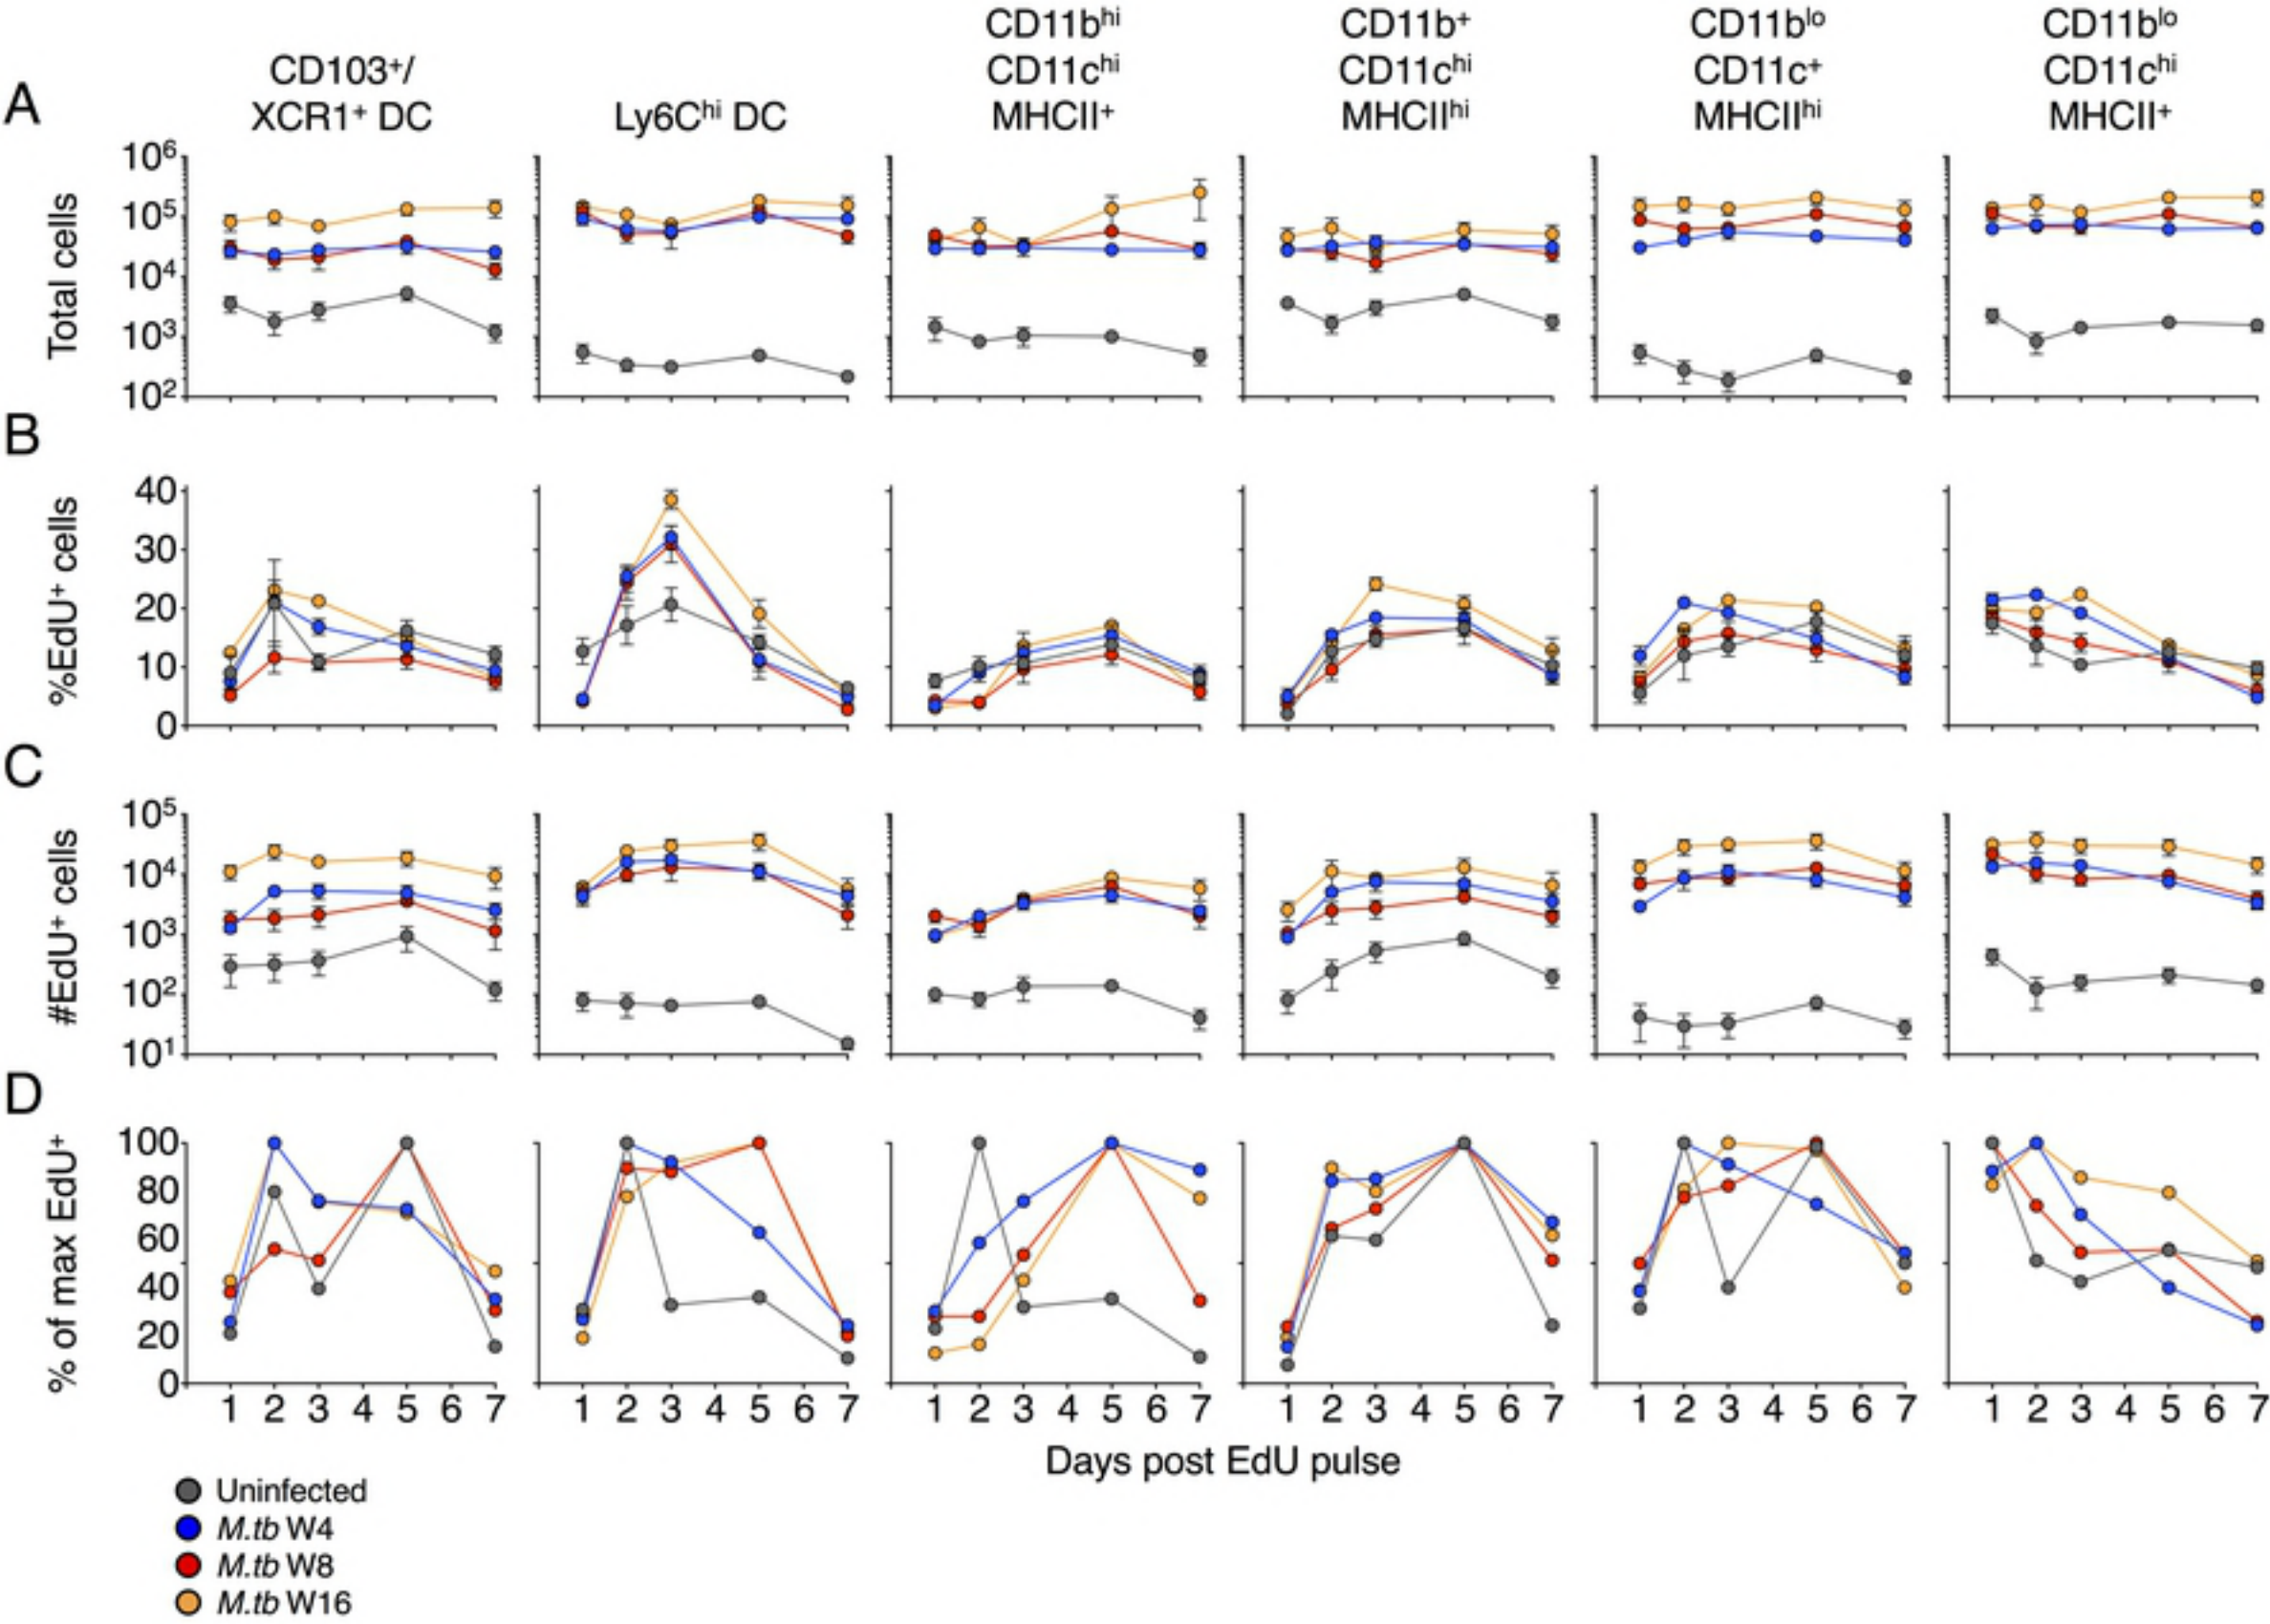 CD11bʰⁱ CD11b⁺ CD11bˡᵒ CD11bˡᵒ
CD103⁺/ CD11cʰⁱ CD11cʰⁱ CD11c⁺ CD11cʰⁱ
A XCR1⁺ DC Ly6Cʰⁱ DC MHCII⁺ MHCIIʰⁱ MHCIIʰⁱ MHCII⁺
10⁶
10⁵
10⁴
10³
10²
Total cells
B
40
30
20
10
0
%EdU⁺ cells
C
10⁵
10⁴
10³
10²
10¹
#EdU⁺ cells
D
100
80
60
40
20
0
% of max EdU⁺
1 2 3 4 5 6 7 1 2 3 4 5 6 7 1 2 3 4 5 6 7 1 2 3 4 5 6 7 1 2 3 4 5 6 7 1 2 3 4 5 6 7
Days post EdU pulse
Uninfected
M.tb W4
M.tb W8
M.tb W16